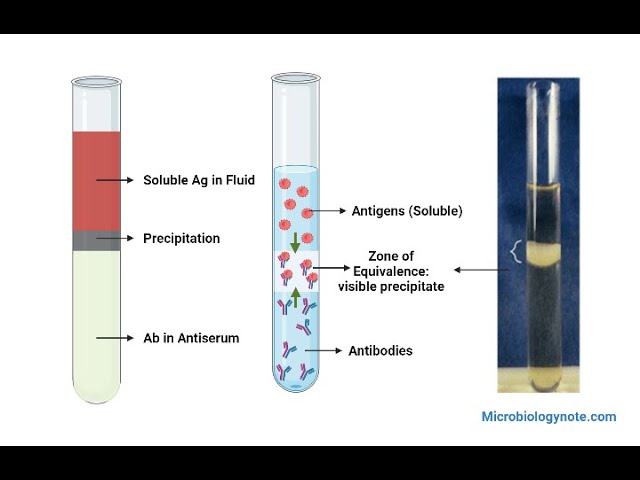 Soluble Ag in Fluid
Precipitation
Ab in Antiserum
Antigens (Soluble)
Zone of
Equivalence:
visible precipitate
Antibodies
Microbiologynote.com